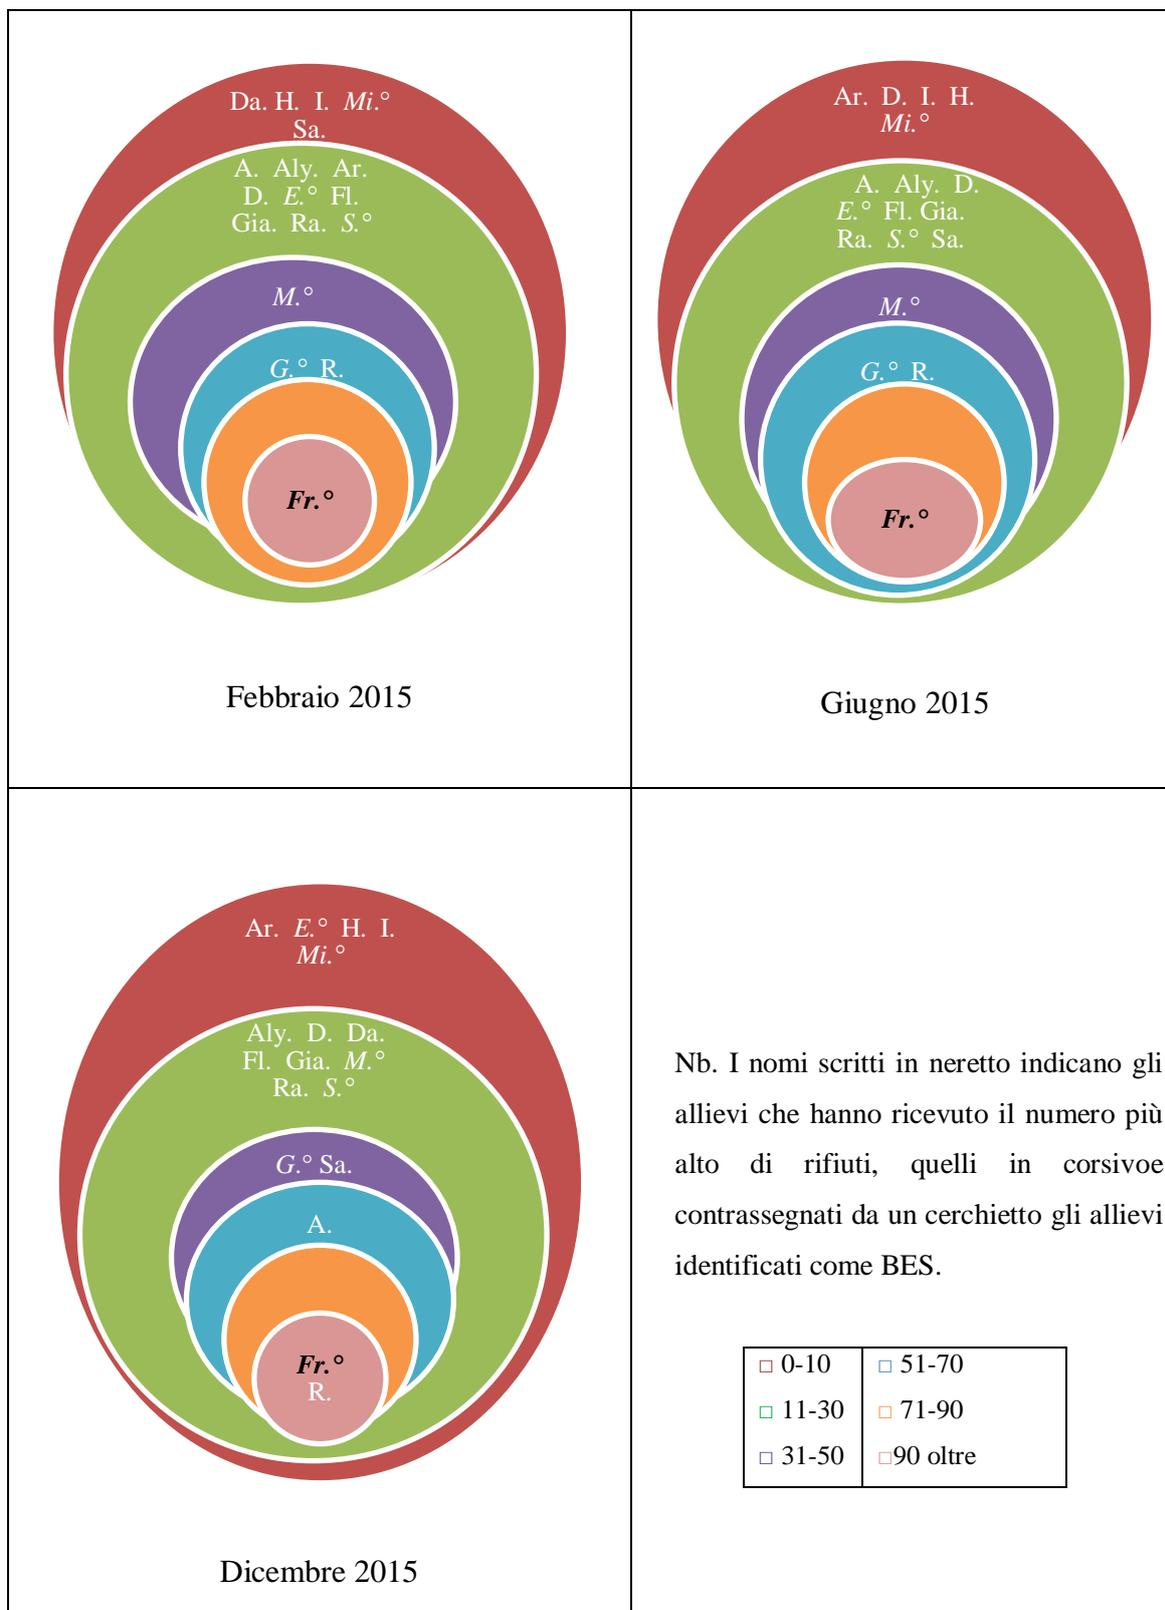 Da. H. I. Mi.°
Sa.
A. Aly. Ar.
D. E.° Fl.
Gia. Ra. S.°
M.°
G.° R.
Fr.°
Febbraio 2015
Ar. D. I. H.
Mi.°
A. Aly. D.
E.° Fl. Gia.
Ra. S.° Sa.
M.°
G.° R.
Fr.°
Giugno 2015
Ar. E.° H. I.
Mi.°
Aly. D. Da.
Fl. Gia. M.°
Ra. S.°
G.° Sa.
A.
Fr.°
R.
Dicembre 2015
Nb. I nomi scritti in neretto indicano gli
allievi che hanno ricevuto il numero più
alto di rifiuti, quelli in corsivoe
contrassegnati da un cerchietto gli allievi
identificati come BES.
□ 0-10
□ 11-30
□ 31-50
□ 51-70
□ 71-90
□90 oltre